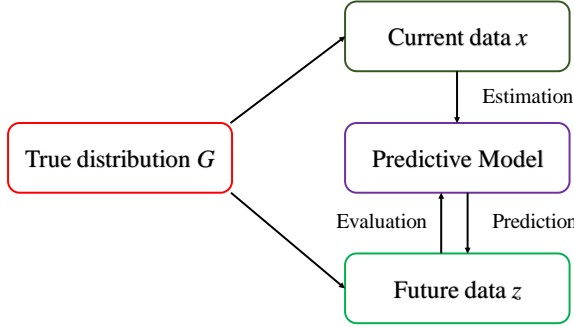 Current data x
Estimation
True distribution G
Predictive Model
Evaluation
Prediction
Future data z